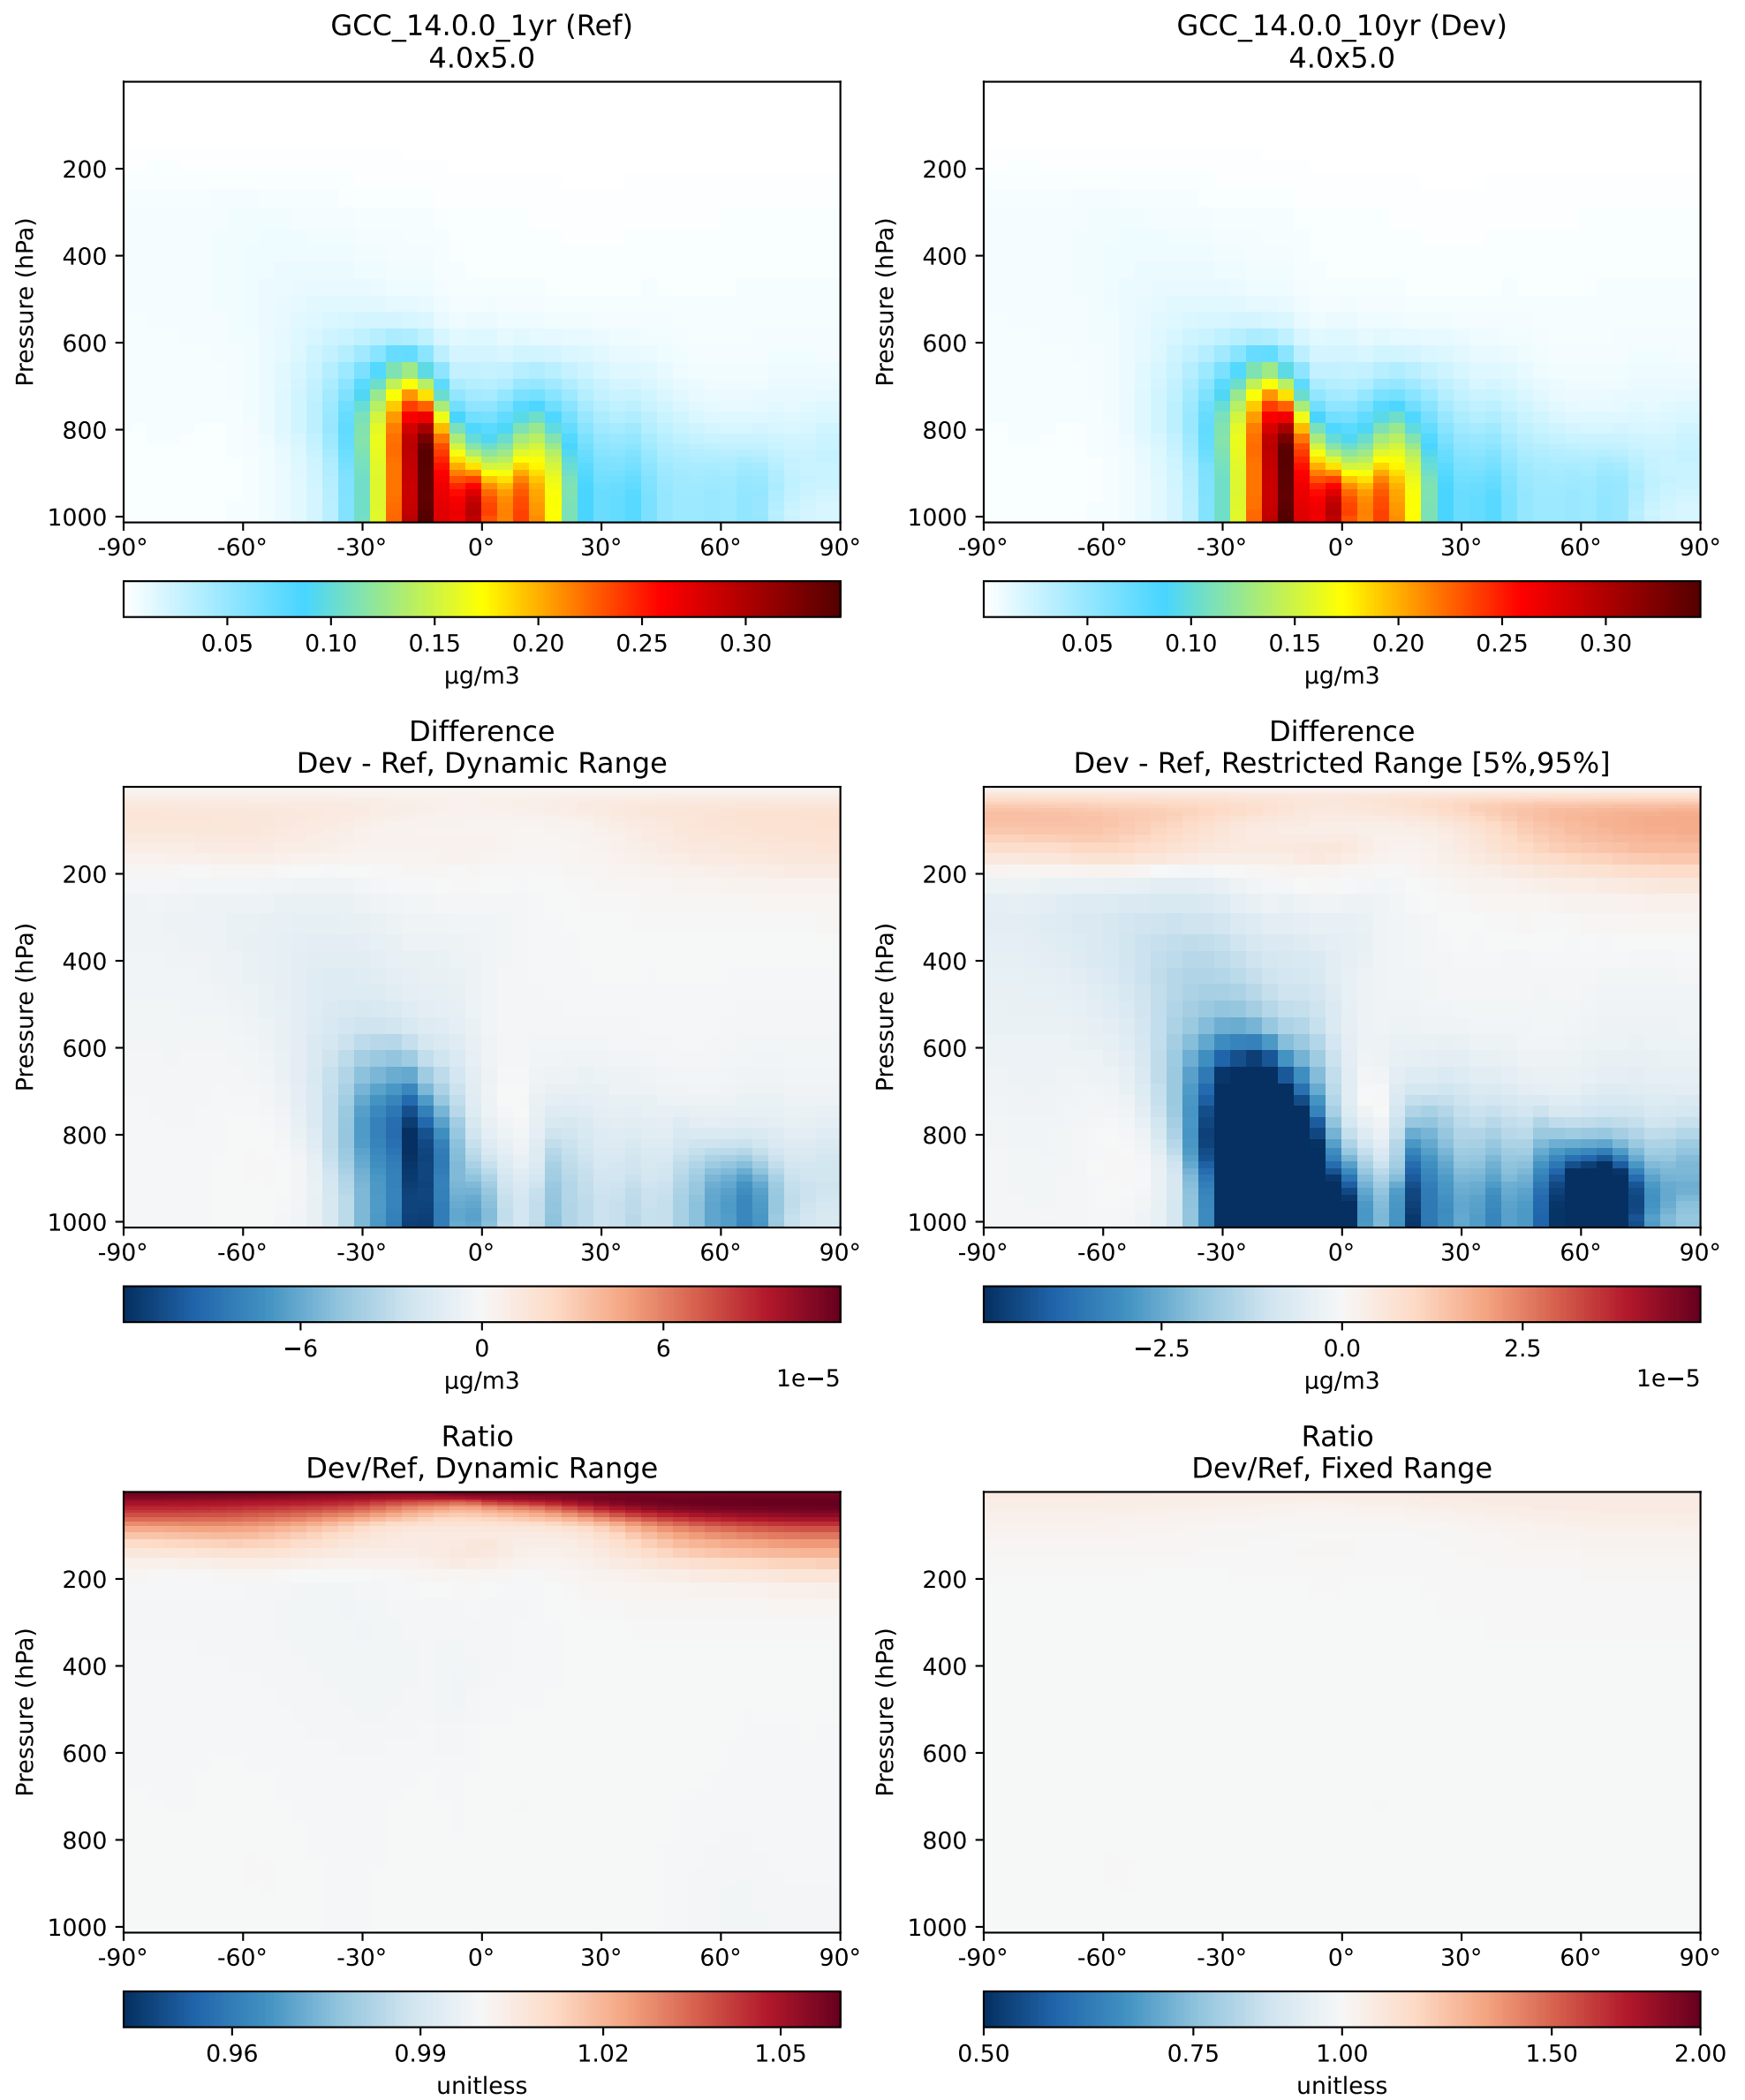 GCC_14.0.0_1yr (Ref)
4.0x5.0
Pressure (hPa)
200
400
600
800
1000
-90° -60° -30° 0° 30° 60° 90°
0.05 0.10 0.15 0.20 0.25 0.30
µg/m3
GCC_14.0.0_10yr (Dev)
4.0x5.0
Pressure (hPa)
200
400
600
800
1000
-90° -60° -30° 0° 30° 60° 90°
0.05 0.10 0.15 0.20 0.25 0.30
µg/m3
Difference
Dev - Ref, Dynamic Range
Pressure (hPa)
200
400
600
800
1000
-90° -60° -30° 0° 30° 60° 90°
−6 0 6
µg/m3 1e−5
Difference
Dev - Ref, Restricted Range [5%,95%]
Pressure (hPa)
200
400
600
800
1000
-90° -60° -30° 0° 30° 60° 90°
−2.5 0.0 2.5
µg/m3 1e−5
Ratio
Dev/Ref, Dynamic Range
Pressure (hPa)
200
400
600
800
1000
-90° -60° -30° 0° 30° 60° 90°
0.96 0.99 1.02 1.05
unitless
Ratio
Dev/Ref, Fixed Range
Pressure (hPa)
200
400
600
800
1000
-90° -60° -30° 0° 30° 60° 90°
0.50 0.75 1.00 1.50 2.00
unitless